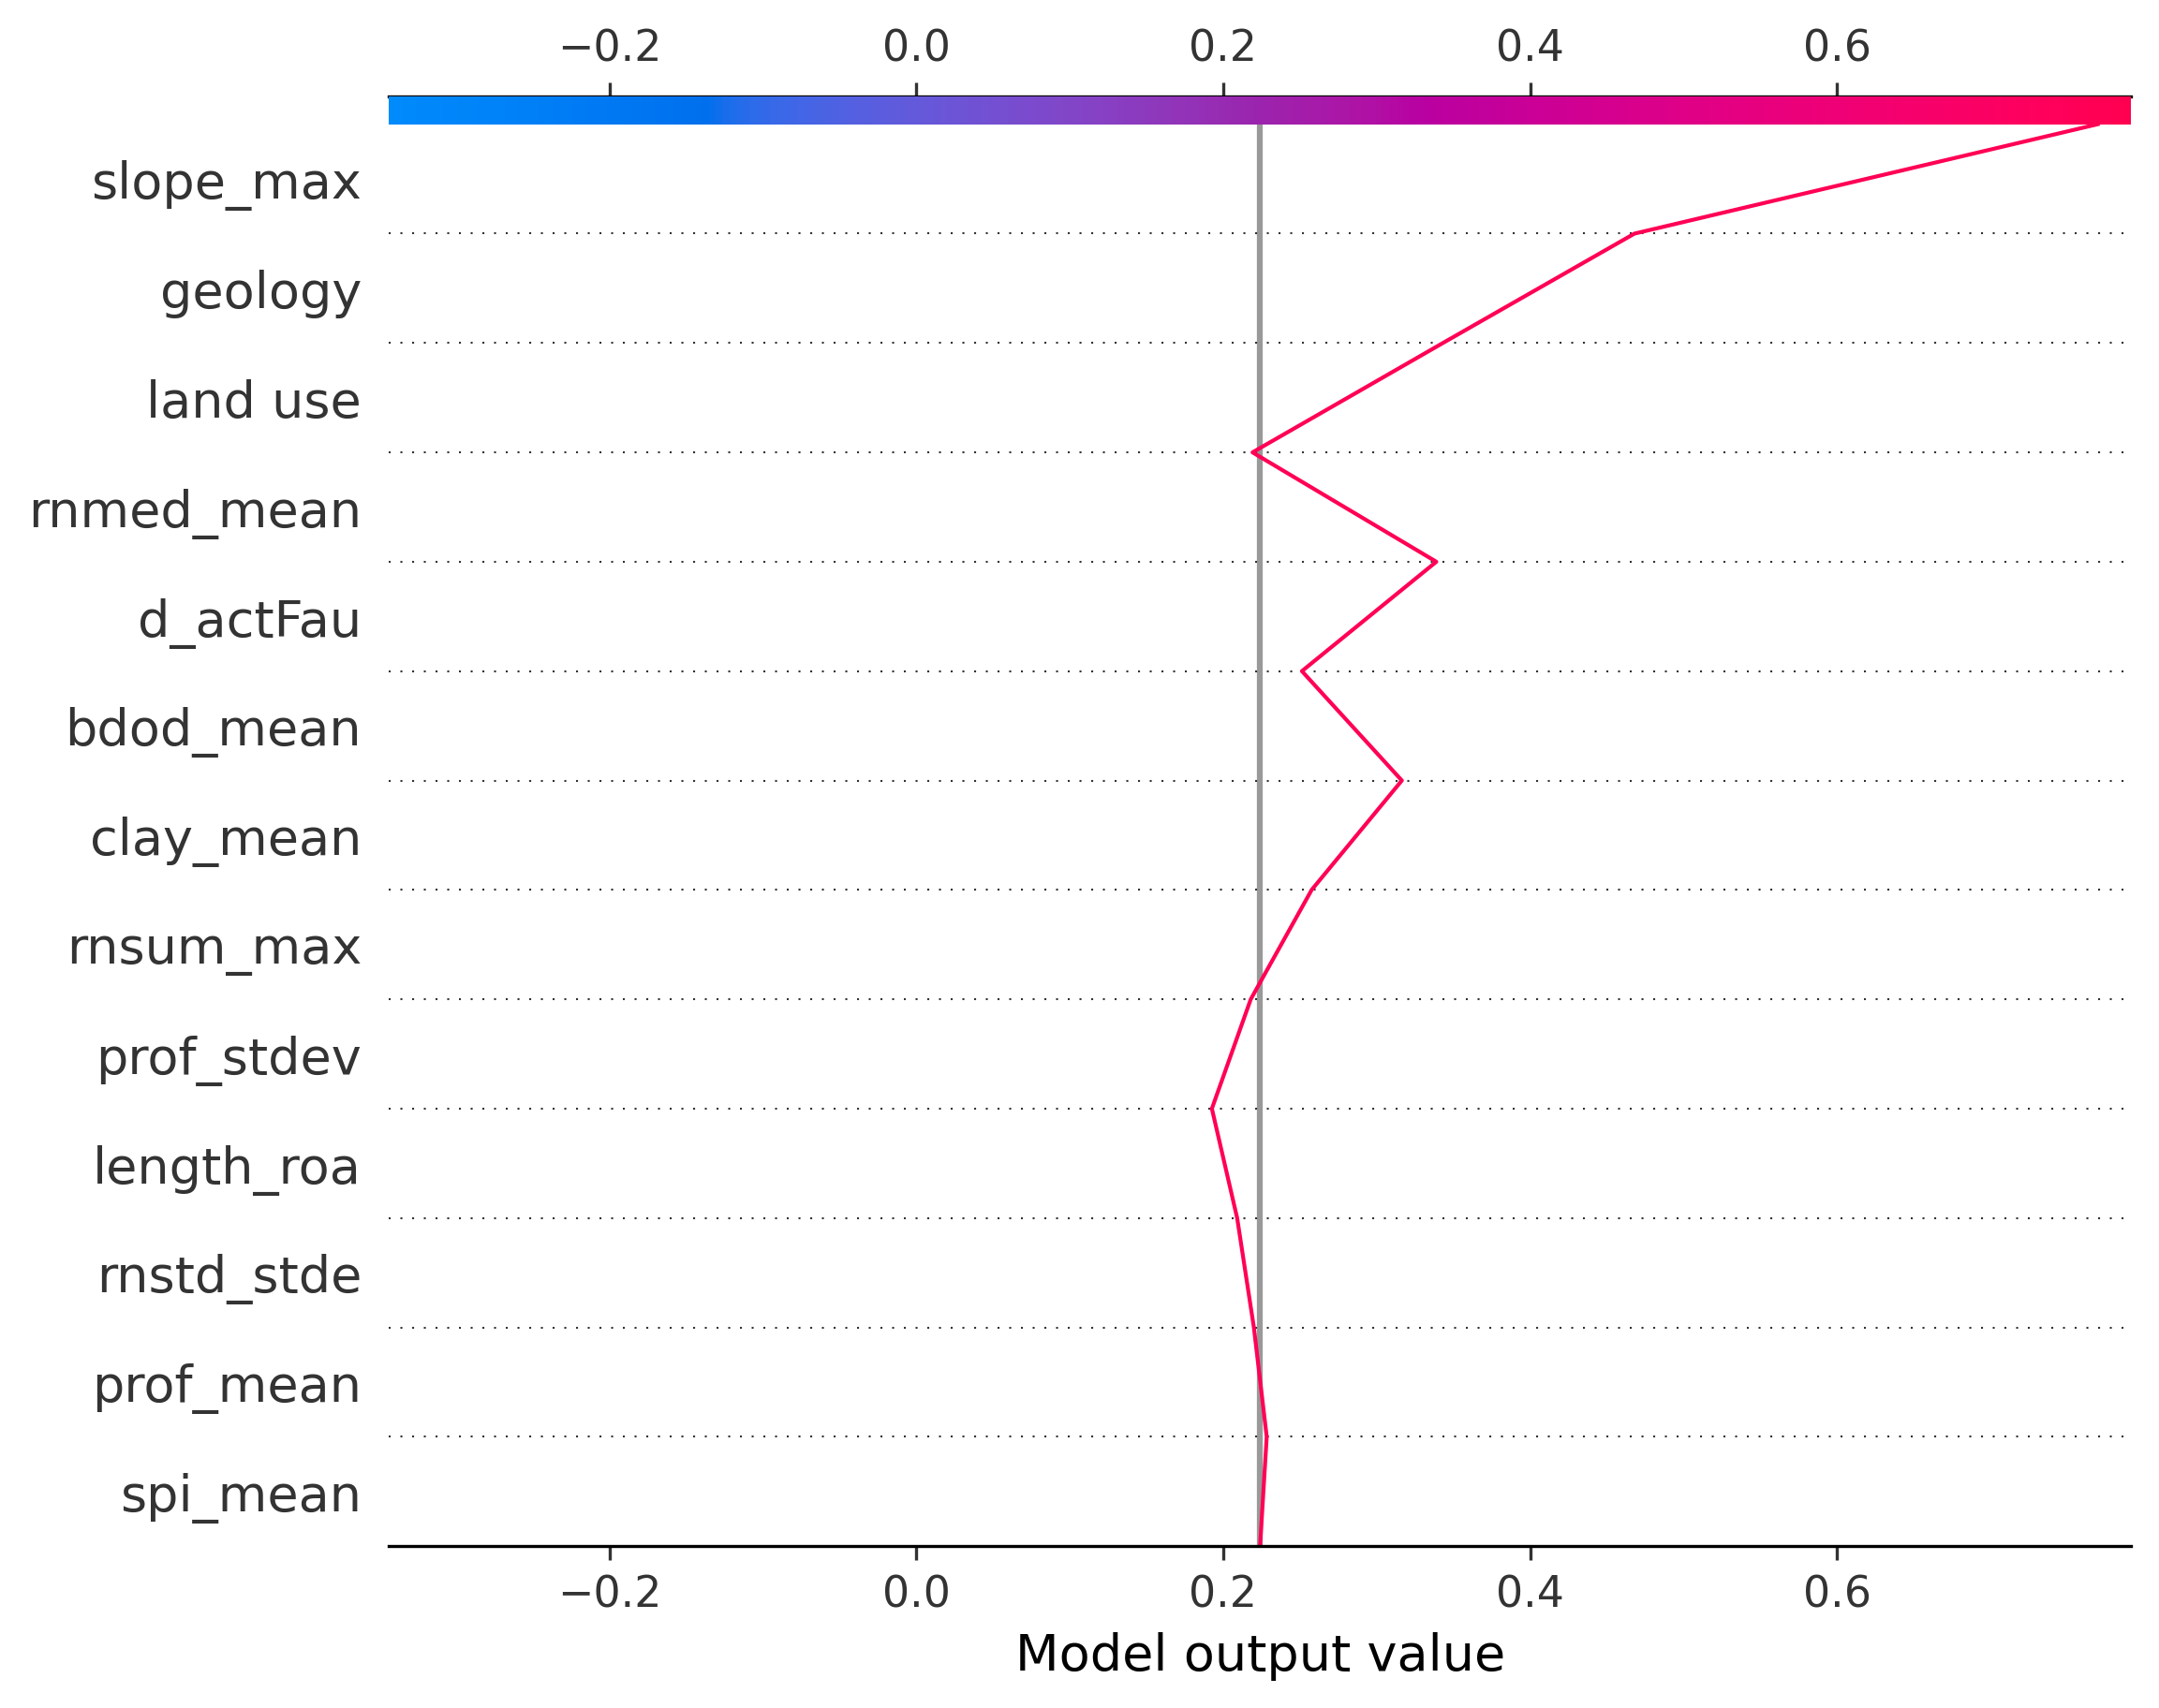 −0.2 0.0 0.2 0.4 0.6
slope_max
geology
land use
rnmed_mean
d_actFau
bdod_mean
clay_mean
rnsum_max
prof_stdev
length_roa
rnstd_stde
prof_mean
spi_mean
−0.2 0.0 0.2 0.4 0.6
Model output value